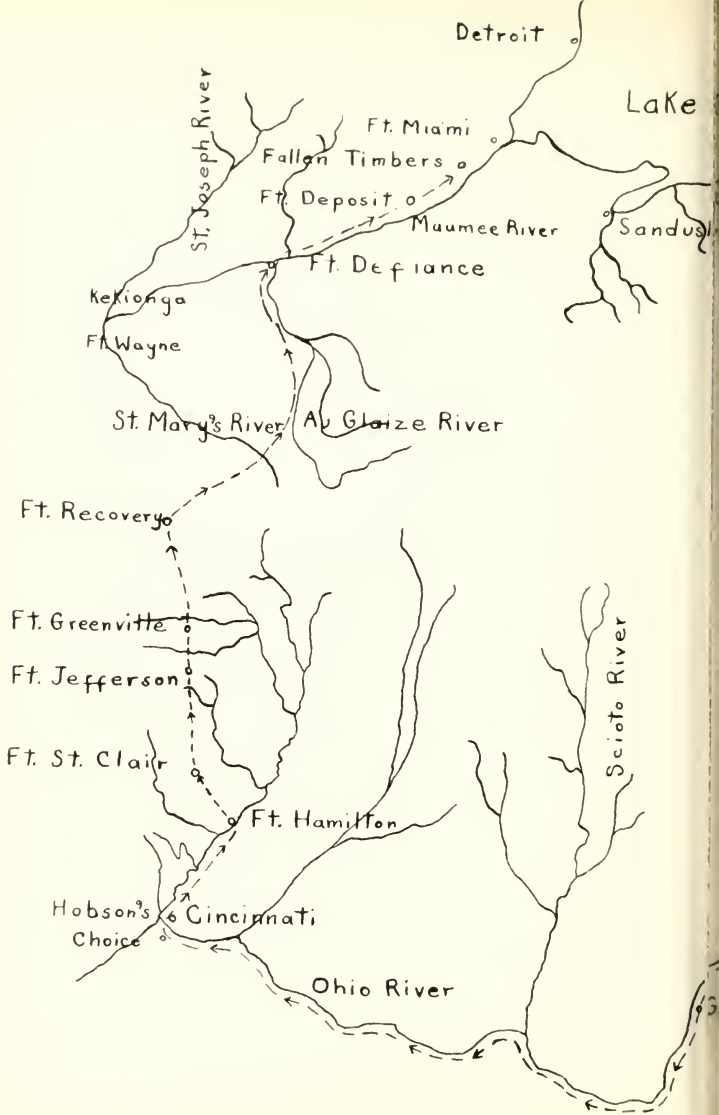 Detroit
Lake
St. Joseph River
Ft. Miami
Fallen Timbers
Ft. Deposit
Maumee River
Ft. Defiance
Kekionga
Ft. Wayne
St. Mary's River
Au Glaize River
Ft. Recovery
Ft. Greenville
Ft. Jefferson
Scioto River
Ft. St. Clair
Ft. Hamilton
Hobson's
Choice
Cincinnati
Ohio River